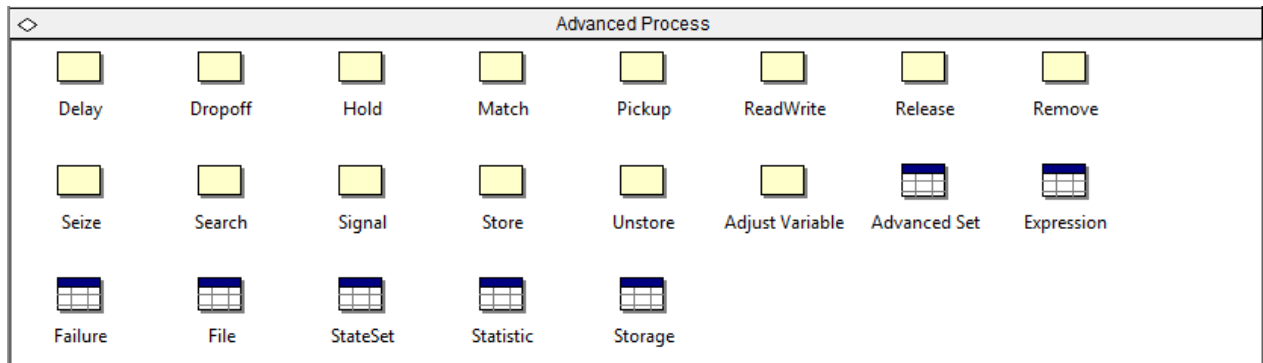 Advanced Process
Delay Dropoff Hold Match Pickup ReadWrite Release Remove
Seize Search Signal Store Unstore Adjust Variable Advanced Set Expression
Failure File StateSet Statistic Storage